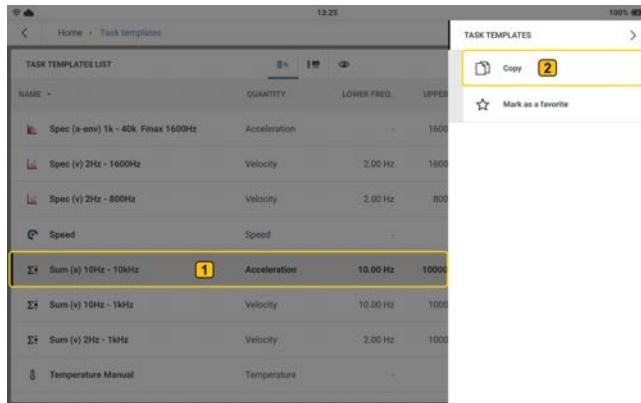 13:25
100%
Home › Task templates
TASK TEMPLATES
TASK TEMPLATES LIST
Copy 2
NAME QUANTITY LOWER FREQ. UPPER
Mark as a favorite
Spec (a-env) 1k - 40k Fmax 1600Hz Acceleration - 1600
Spec (v) 2Hz - 1600Hz Velocity 2.00 Hz 1600
Spec (v) 2Hz - 800Hz Velocity 2.00 Hz 800
Speed Speed -
Sum (a) 10Hz - 10kHz 1 Acceleration 10.00 Hz 10000
Sum (v) 10Hz - 1kHz Velocity 10.00 Hz 1000
Sum (v) 2Hz - 1kHz Velocity 2.00 Hz 1000
Temperature Manual Temperature -